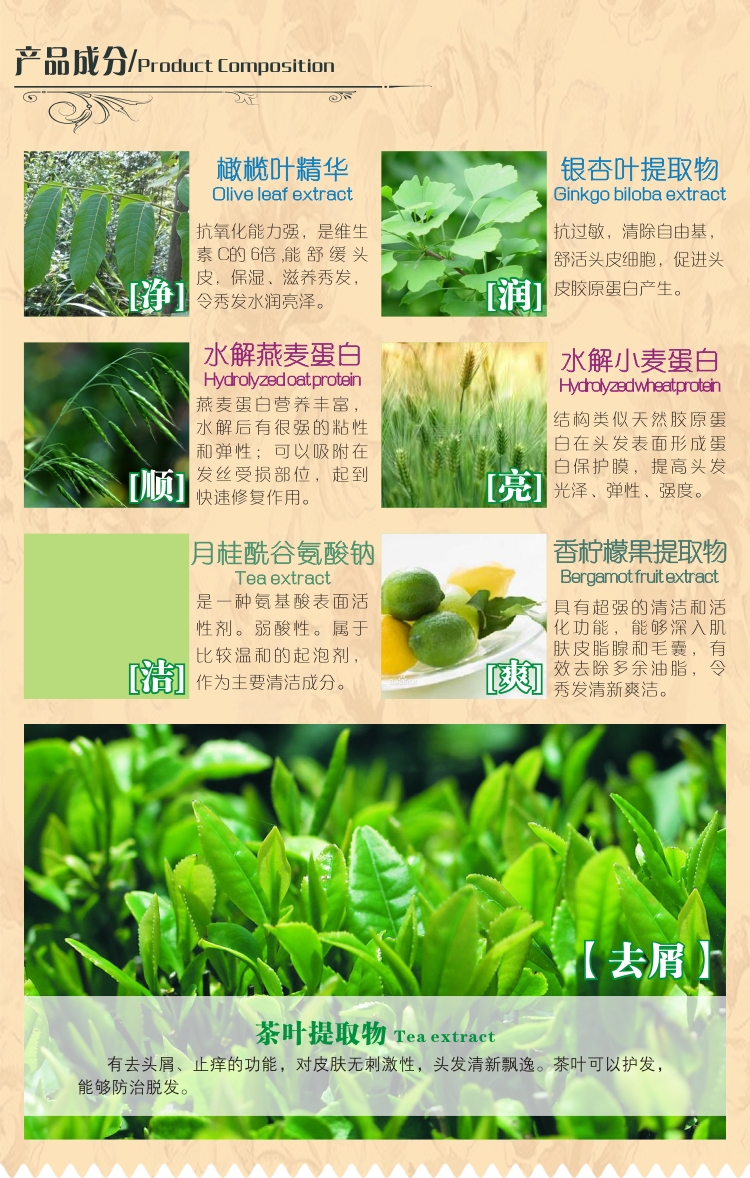 产品成分/Product Composition
橄榄叶精华
Olive leaf extract
抗氧化能力强，是维生
素C的6倍,能舒缓头
皮，保湿、滋养秀发，
令秀发水润亮泽。
[净]
银杏叶提取物
Ginkgo biloba extract
抗过敏，清除自由基，
舒活头皮细胞，促进头
皮胶原蛋白产生。
[润]
水解燕麦蛋白
Hydrolyzed oat protein
燕麦蛋白营养丰富，
水解后有很强的粘性
和弹性；可以吸附在
发丝受损部位，起到
快速修复作用。
[顺]
水解小麦蛋白
Hydrolyzed wheat protein
结构类似天然胶原蛋
白在头发表面形成蛋
白保护膜，提高头发
光泽、弹性、强度。
[亮]
月桂酰谷氨酸钠
Tea extract
是一种氨基酸表面活
性剂。弱酸性。属于
比较温和的起泡剂，
作为主要清洁成分。
[洁]
香柠檬果提取物
Bergamot fruit extract
具有超强的清洁和活
化功能，能够深入肌
肤皮脂腺和毛囊，有
效去除多余油脂，令
秀发清新爽洁。
[爽]
【去屑】
茶叶提取物 Tea extract
有去头屑、止痒的功能，对皮肤无刺激性，头发清新飘逸。茶叶可以护发，
能够防治脱发。